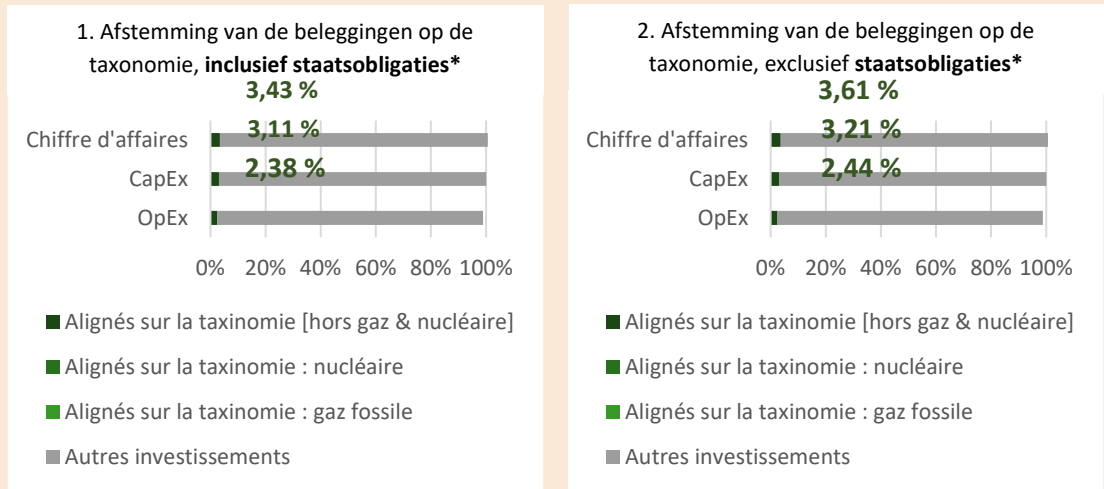 1. Afstemming van de beleggingen op de
taxonomie, inclusief staatsobligaties*
3,43 %
Chiffre d'affaires
3,11 %
CapEx
2,38 %
OpEx
0% 20% 40% 60% 80% 100%
Alignés sur la taxinomie [hors gaz & nucléaire]
Alignés sur la taxinomie : nucléaire
Alignés sur la taxinomie : gaz fossile
Autres investissements
2. Afstemming van de beleggingen op de
taxonomie, exclusief staatsobligaties*
3,61 %
Chiffre d'affaires
3,21 %
CapEx
2,44 %
OpEx
0% 20% 40% 60% 80% 100%
Alignés sur la taxinomie [hors gaz & nucléaire]
Alignés sur la taxinomie : nucléaire
Alignés sur la taxinomie : gaz fossile
Autres investissements